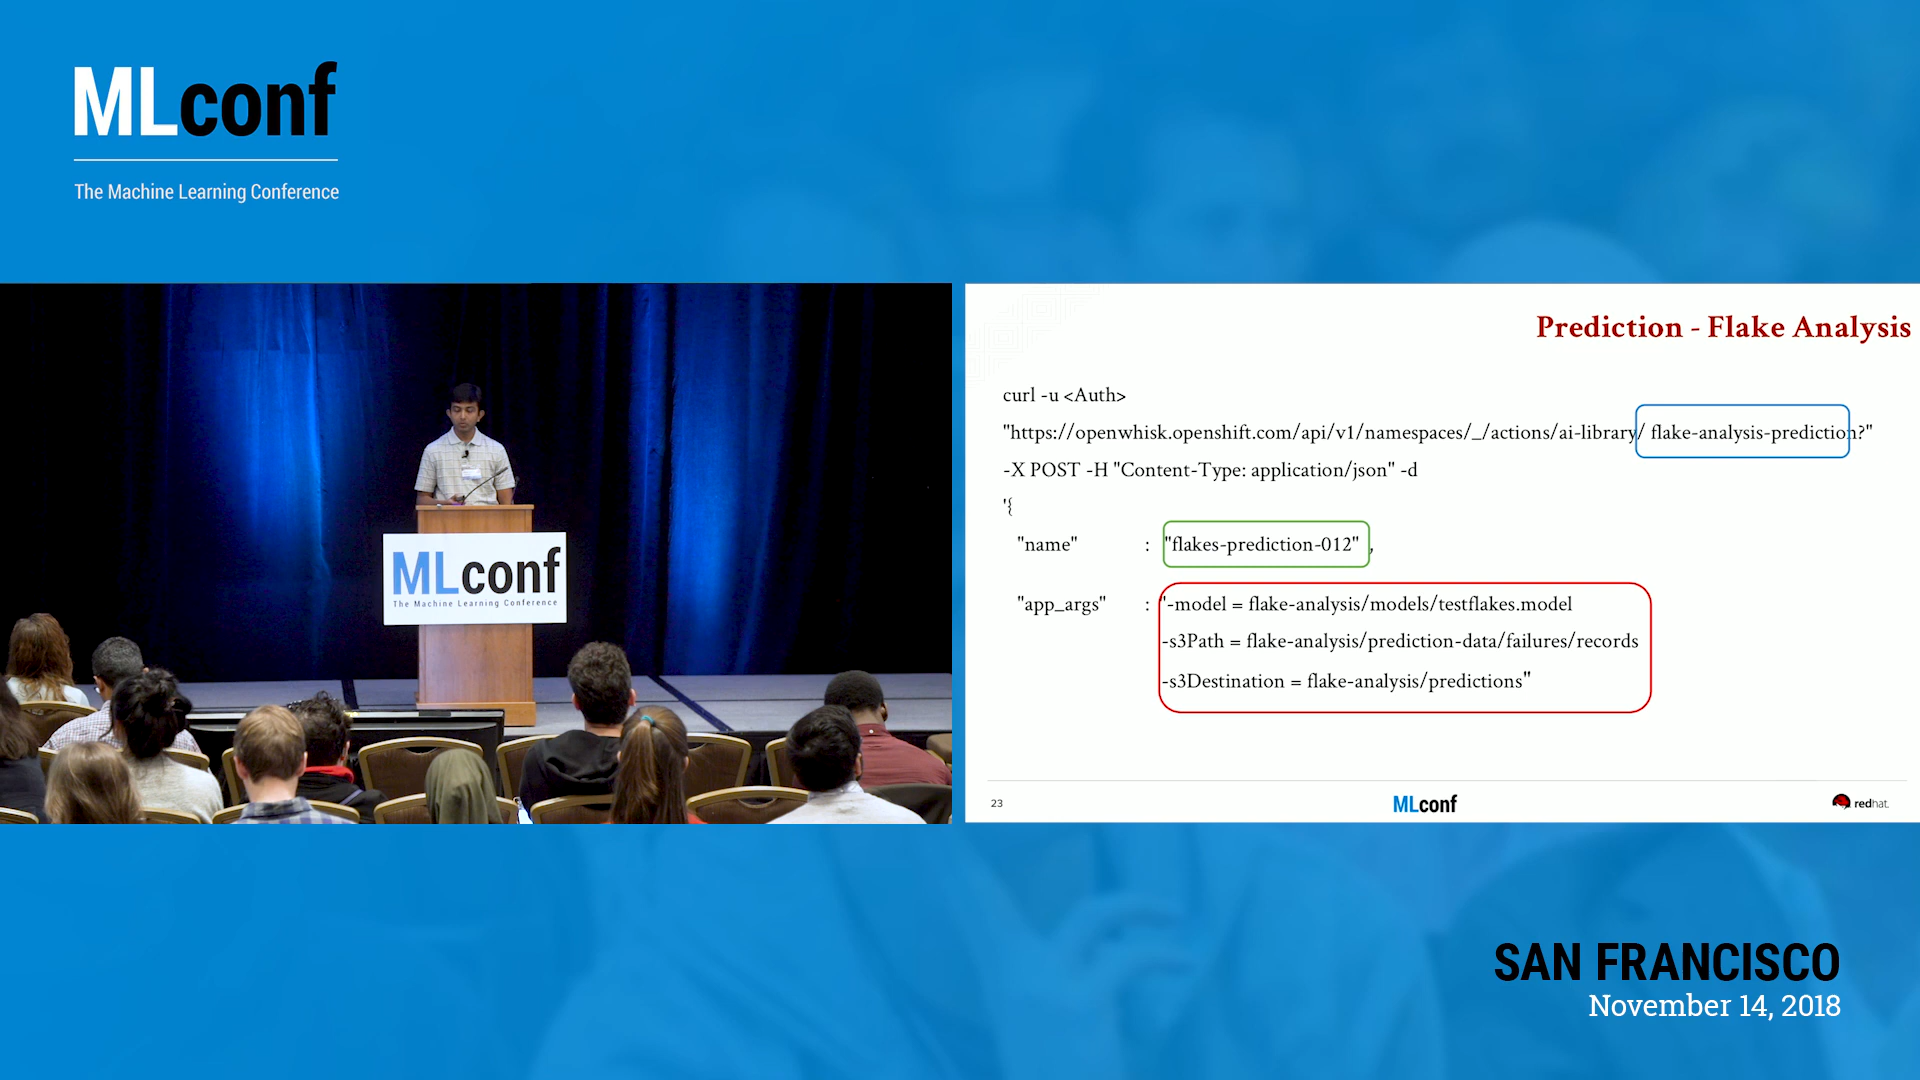 MLconf
The Machine Learning Conference
MLconf
The Machine Learning Conference
Prediction - Flake Analysis
curl -u <Auth>
"https://openwhisk.openshift.com/api/v1/namespaces/_/actions/ai-library/ flake-analysis-prediction?"
-X POST -H "Content-Type: application/json" -d
'{
"name" : "flakes-prediction-012" ,
"app_args" : "-model = flake-analysis/models/testflakes.model
-s3Path = flake-analysis/prediction-data/failures/records
-s3Destination = flake-analysis/predictions"
23
MLconf
redhat.
SAN FRANCISCO
November 14, 2018